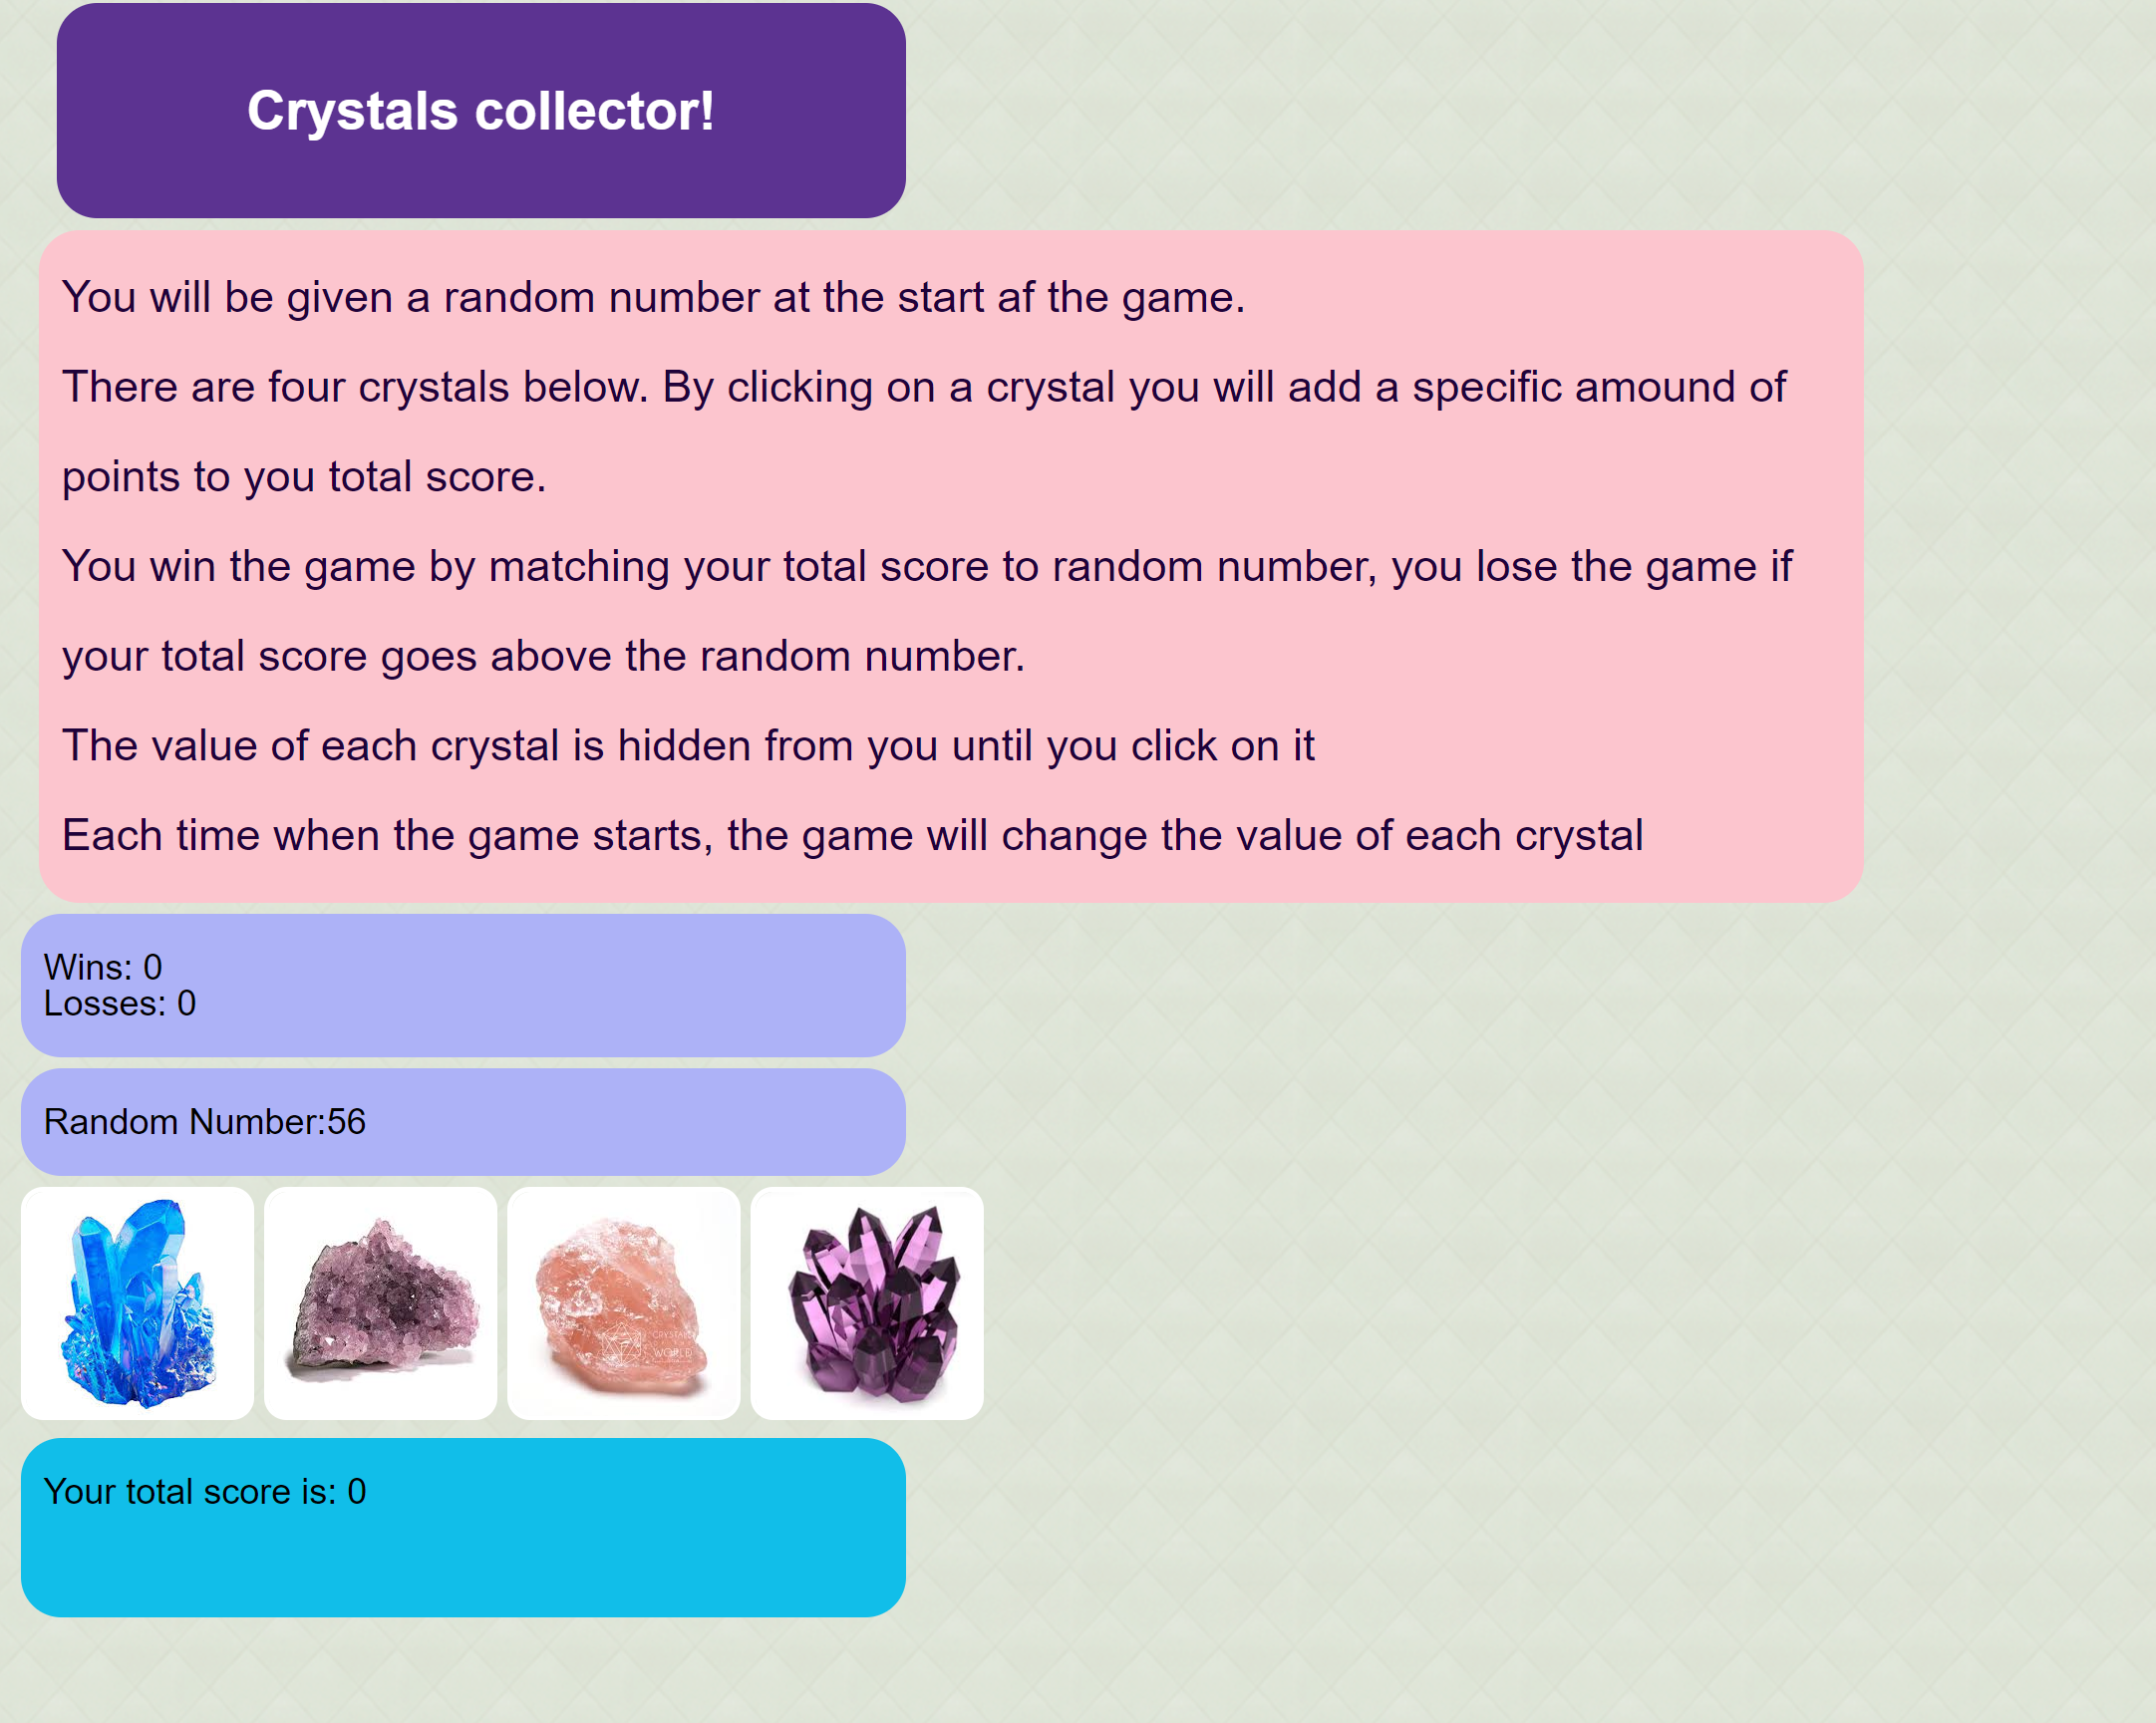 Crystals collector!
You will be given a random number at the start af the game.
There are four crystals below. By clicking on a crystal you will add a specific amound of
points to you total score.
You win the game by matching your total score to random number, you lose the game if
your total score goes above the random number.
The value of each crystal is hidden from you until you click on it
Each time when the game starts, the game will change the value of each crystal
Wins: 0
Losses: 0
Random Number:56
CRYSTALS
WORLD
Your total score is: 0